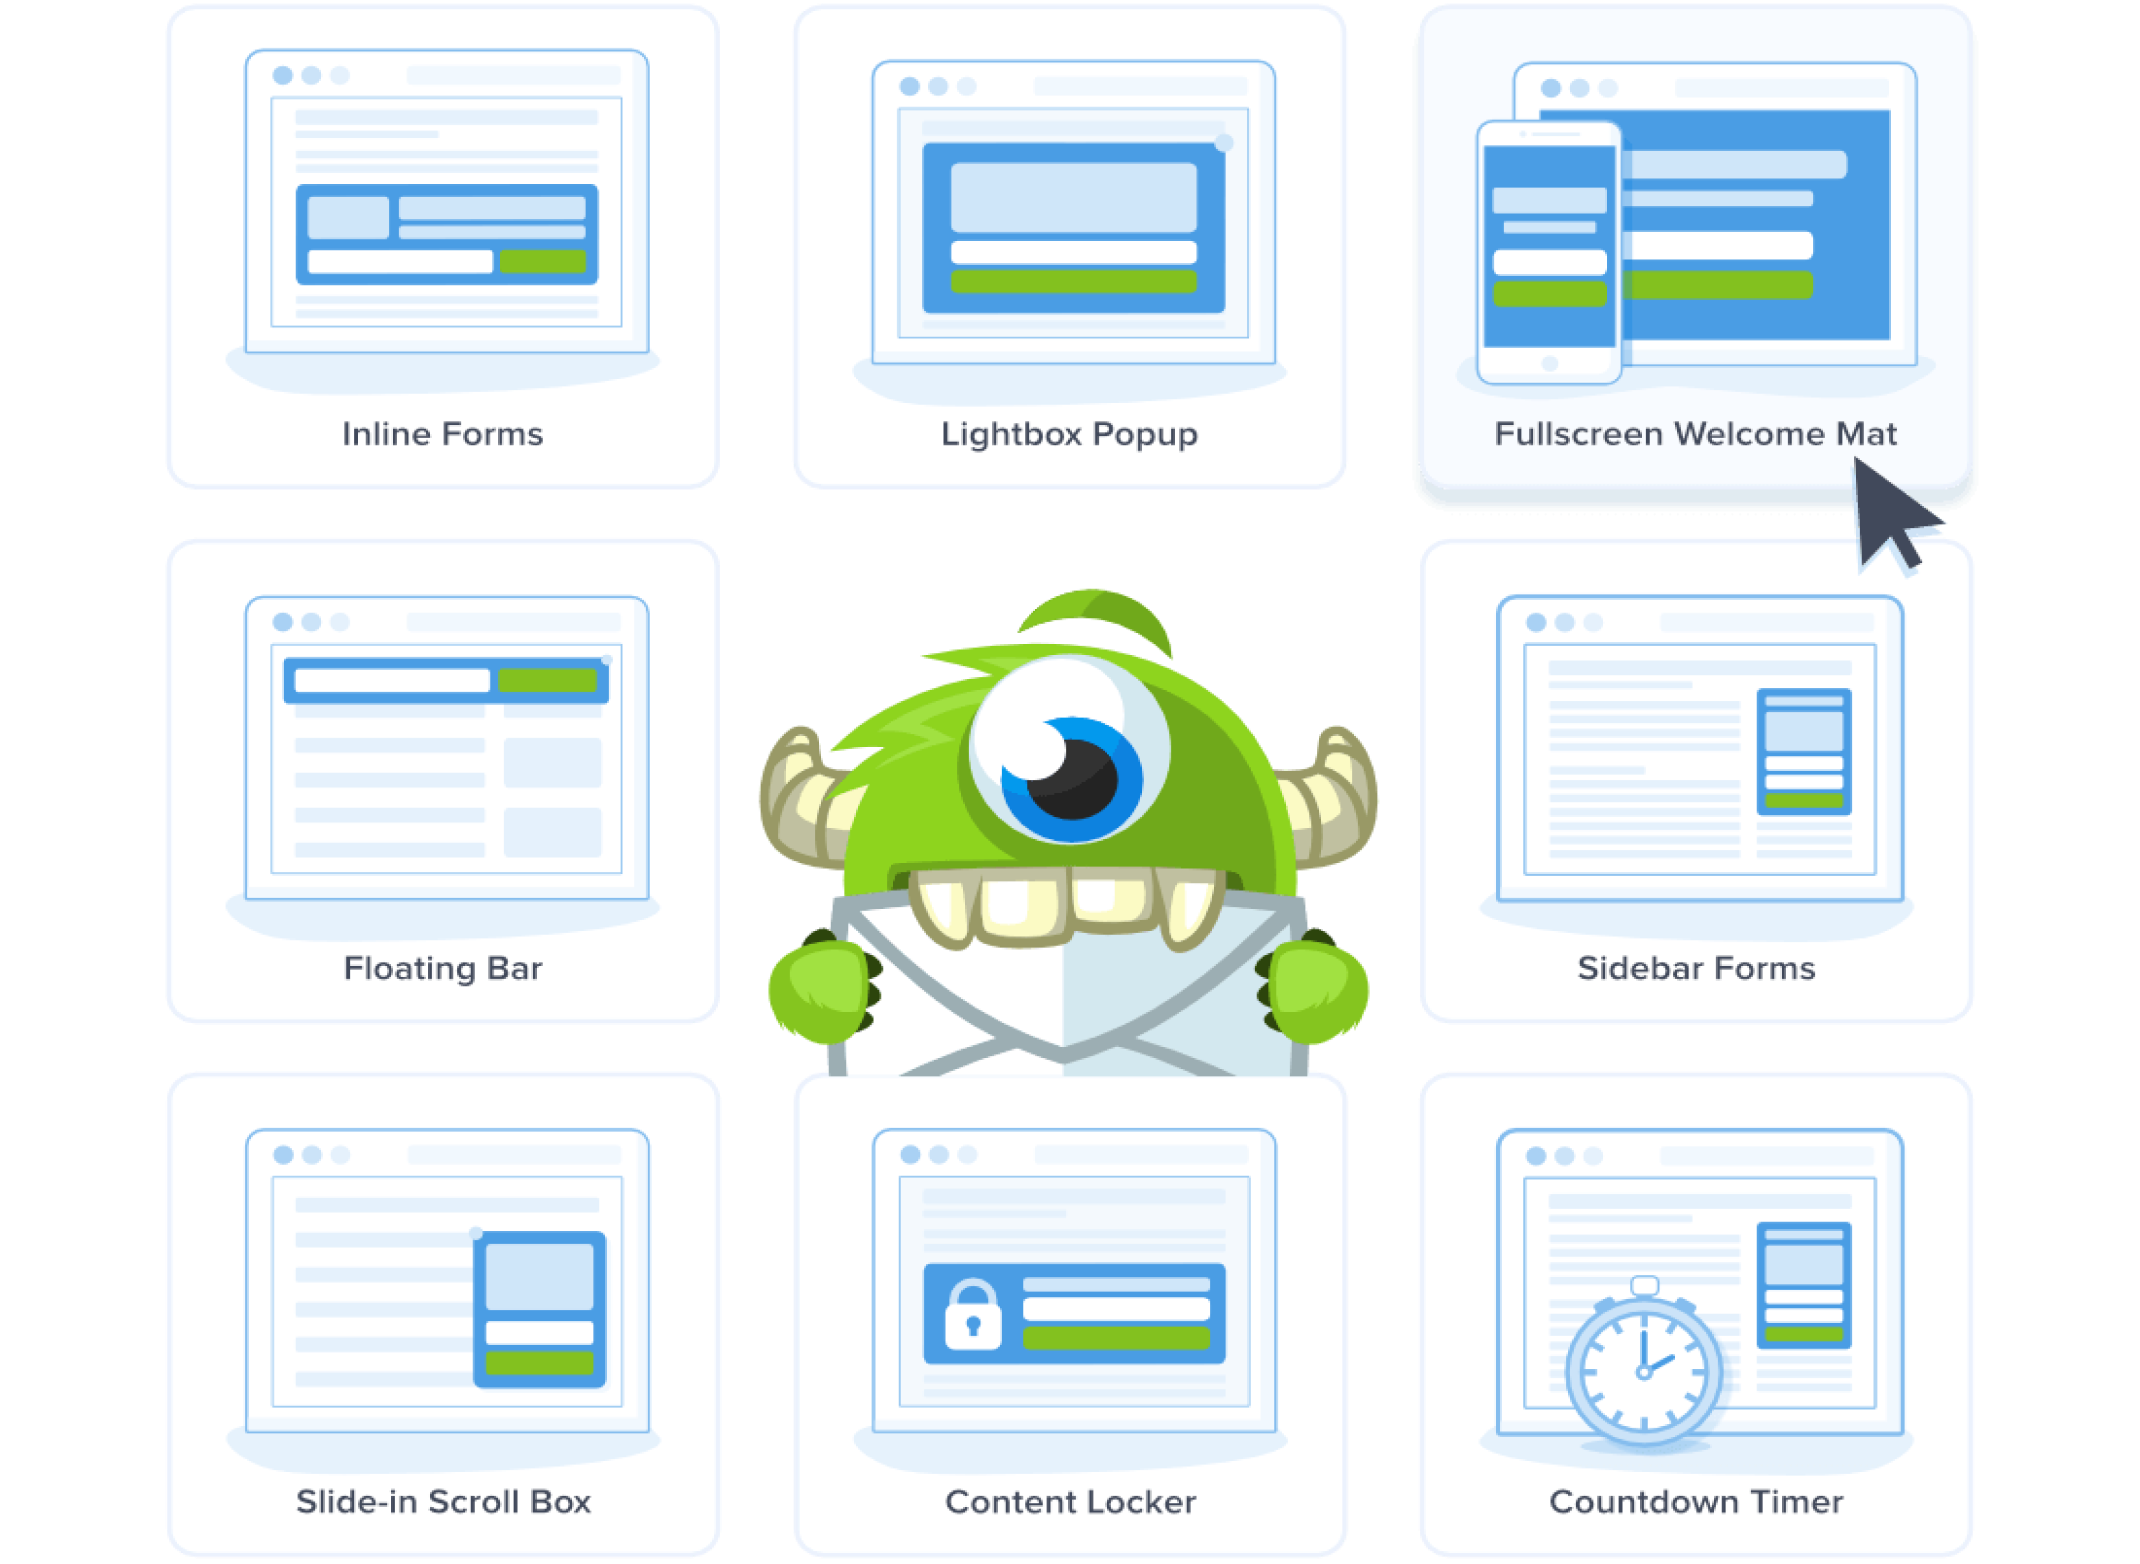 Inline Forms
Lightbox Popup
Fullscreen Welcome Mat
Floating Bar
Sidebar Forms
Slide-in Scroll Box
Content Locker
Countdown Timer